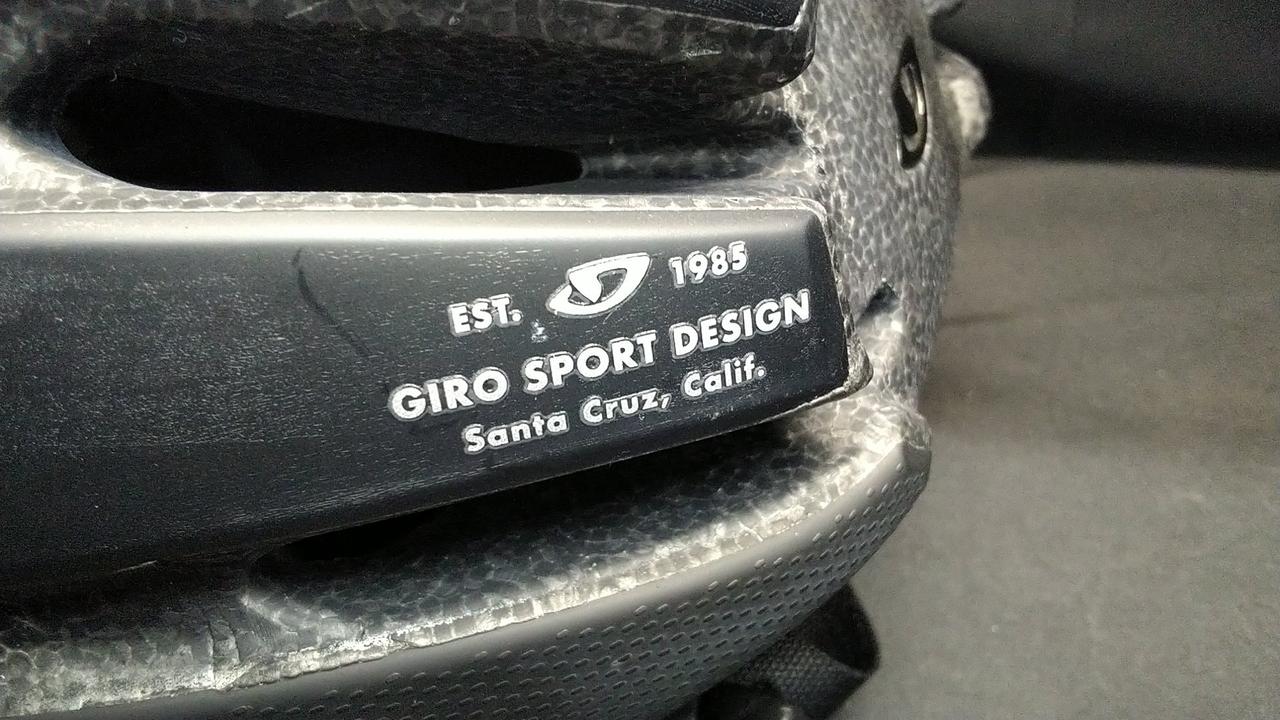 EST. 1985
GIRO SPORT DESIGN
Santa Cruz, Calif.